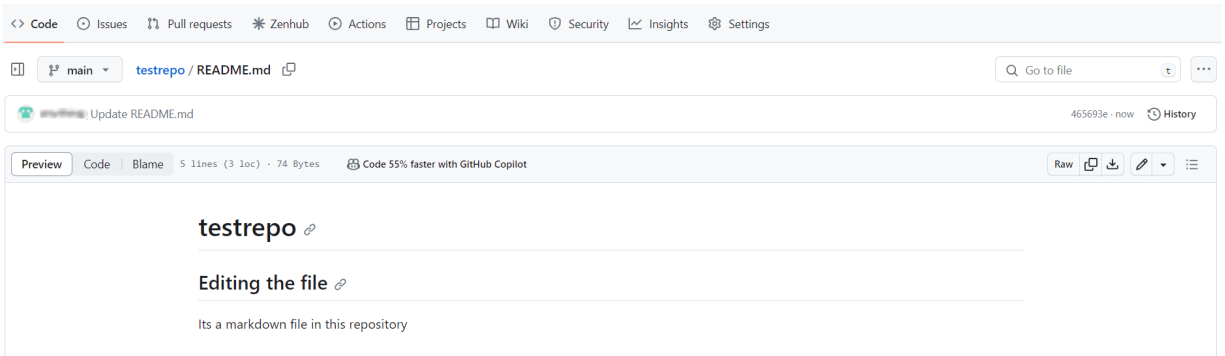 Code Issues Pull requests Zenhub Actions Projects Wiki Security Insights Settings
main testrepo / README.md Go to file t
Update README.md 465693e · now History
Preview Code Blame 5 lines (3 loc) · 74 Bytes Code 55% faster with GitHub Copilot Raw
testrepo
Editing the file
Its a markdown file in this repository